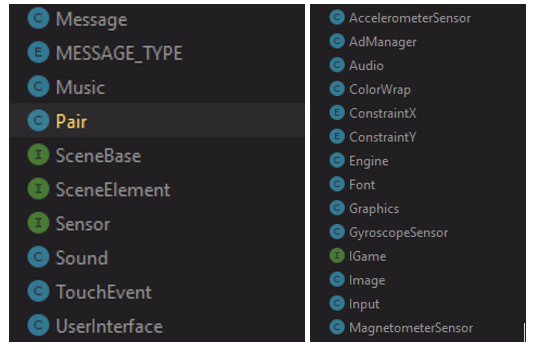 C Message
E MESSAGE_TYPE
C Music
C Pair
I SceneBase
I SceneElement
I Sensor
C Sound
C TouchEvent
C UserInterface
C AccelerometerSensor
C AdManager
C Audio
C ColorWrap
E ConstraintX
E ConstraintY
C Engine
C Font
C Graphics
C GyroscopeSensor
I IGame
C Image
C Input
C MagnetometerSensor